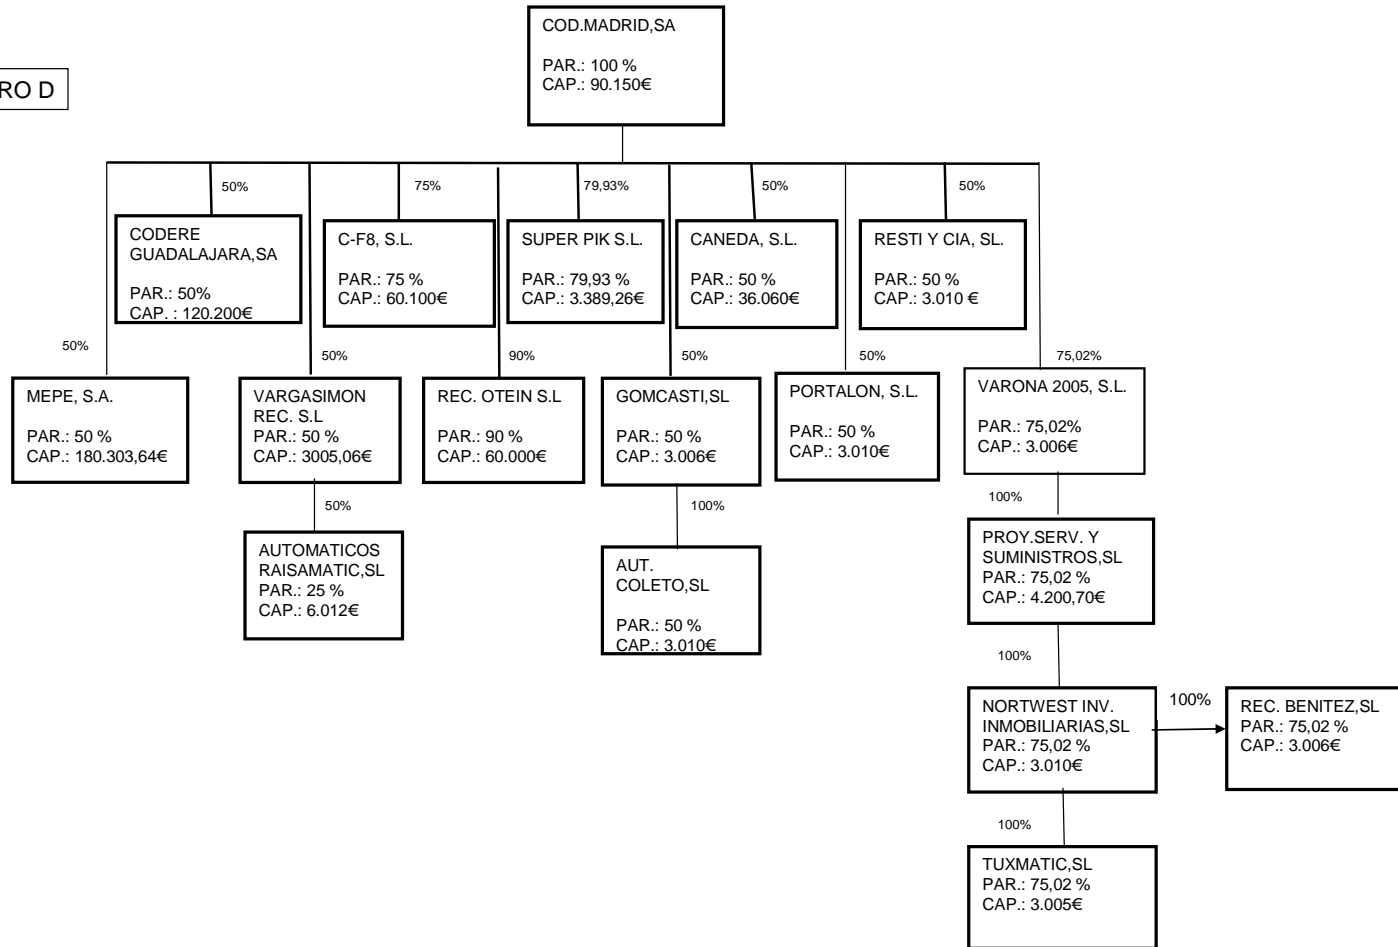 COD.MADRID,SA
PAR.: 100 %
CAP.: 90.150€
RO D
50%
75%
79,93%
50%
50%
CODERE
GUADALAJARA,SA
PAR.: 50%
CAP. : 120.200€
C-F8, S.L.
PAR.: 75 %
CAP.: 60.100€
SUPER PIK S.L.
PAR.: 79,93 %
CAP.: 3.389,26€
CANEDA, S.L.
PAR.: 50 %
CAP.: 36.060€
RESTI Y CIA, SL.
PAR.: 50 %
CAP.: 3.010 €
50%
50%
90%
50%
50%
75,02%
MEPE, S.A.
PAR.: 50 %
CAP.: 180.303,64€
VARGASIMON
REC. S.L
PAR.: 50 %
CAP.: 3005,06€
REC. OTEIN S.L
PAR.: 90 %
CAP.: 60.000€
GOMCASTI,SL
PAR.: 50 %
CAP.: 3.006€
PORTALON, S.L.
PAR.: 50 %
CAP.: 3.010€
VARONA 2005, S.L.
PAR.: 75,02%
CAP.: 3.006€
50%
100%
100%
AUTOMATICOS
RAISAMATIC,SL
PAR.: 25 %
CAP.: 6.012€
AUT.
COLETO,SL
PAR.: 50 %
CAP.: 3.010€
PROY.SERV. Y
SUMINISTROS,SL
PAR.: 75,02 %
CAP.: 4.200,70€
100%
NORTWEST INV.
INMOBILIARIAS,SL
PAR.: 75,02 %
CAP.: 3.010€
100%
REC. BENITEZ,SL
PAR.: 75,02 %
CAP.: 3.006€
100%
TUXMATIC,SL
PAR.: 75,02 %
CAP.: 3.005€